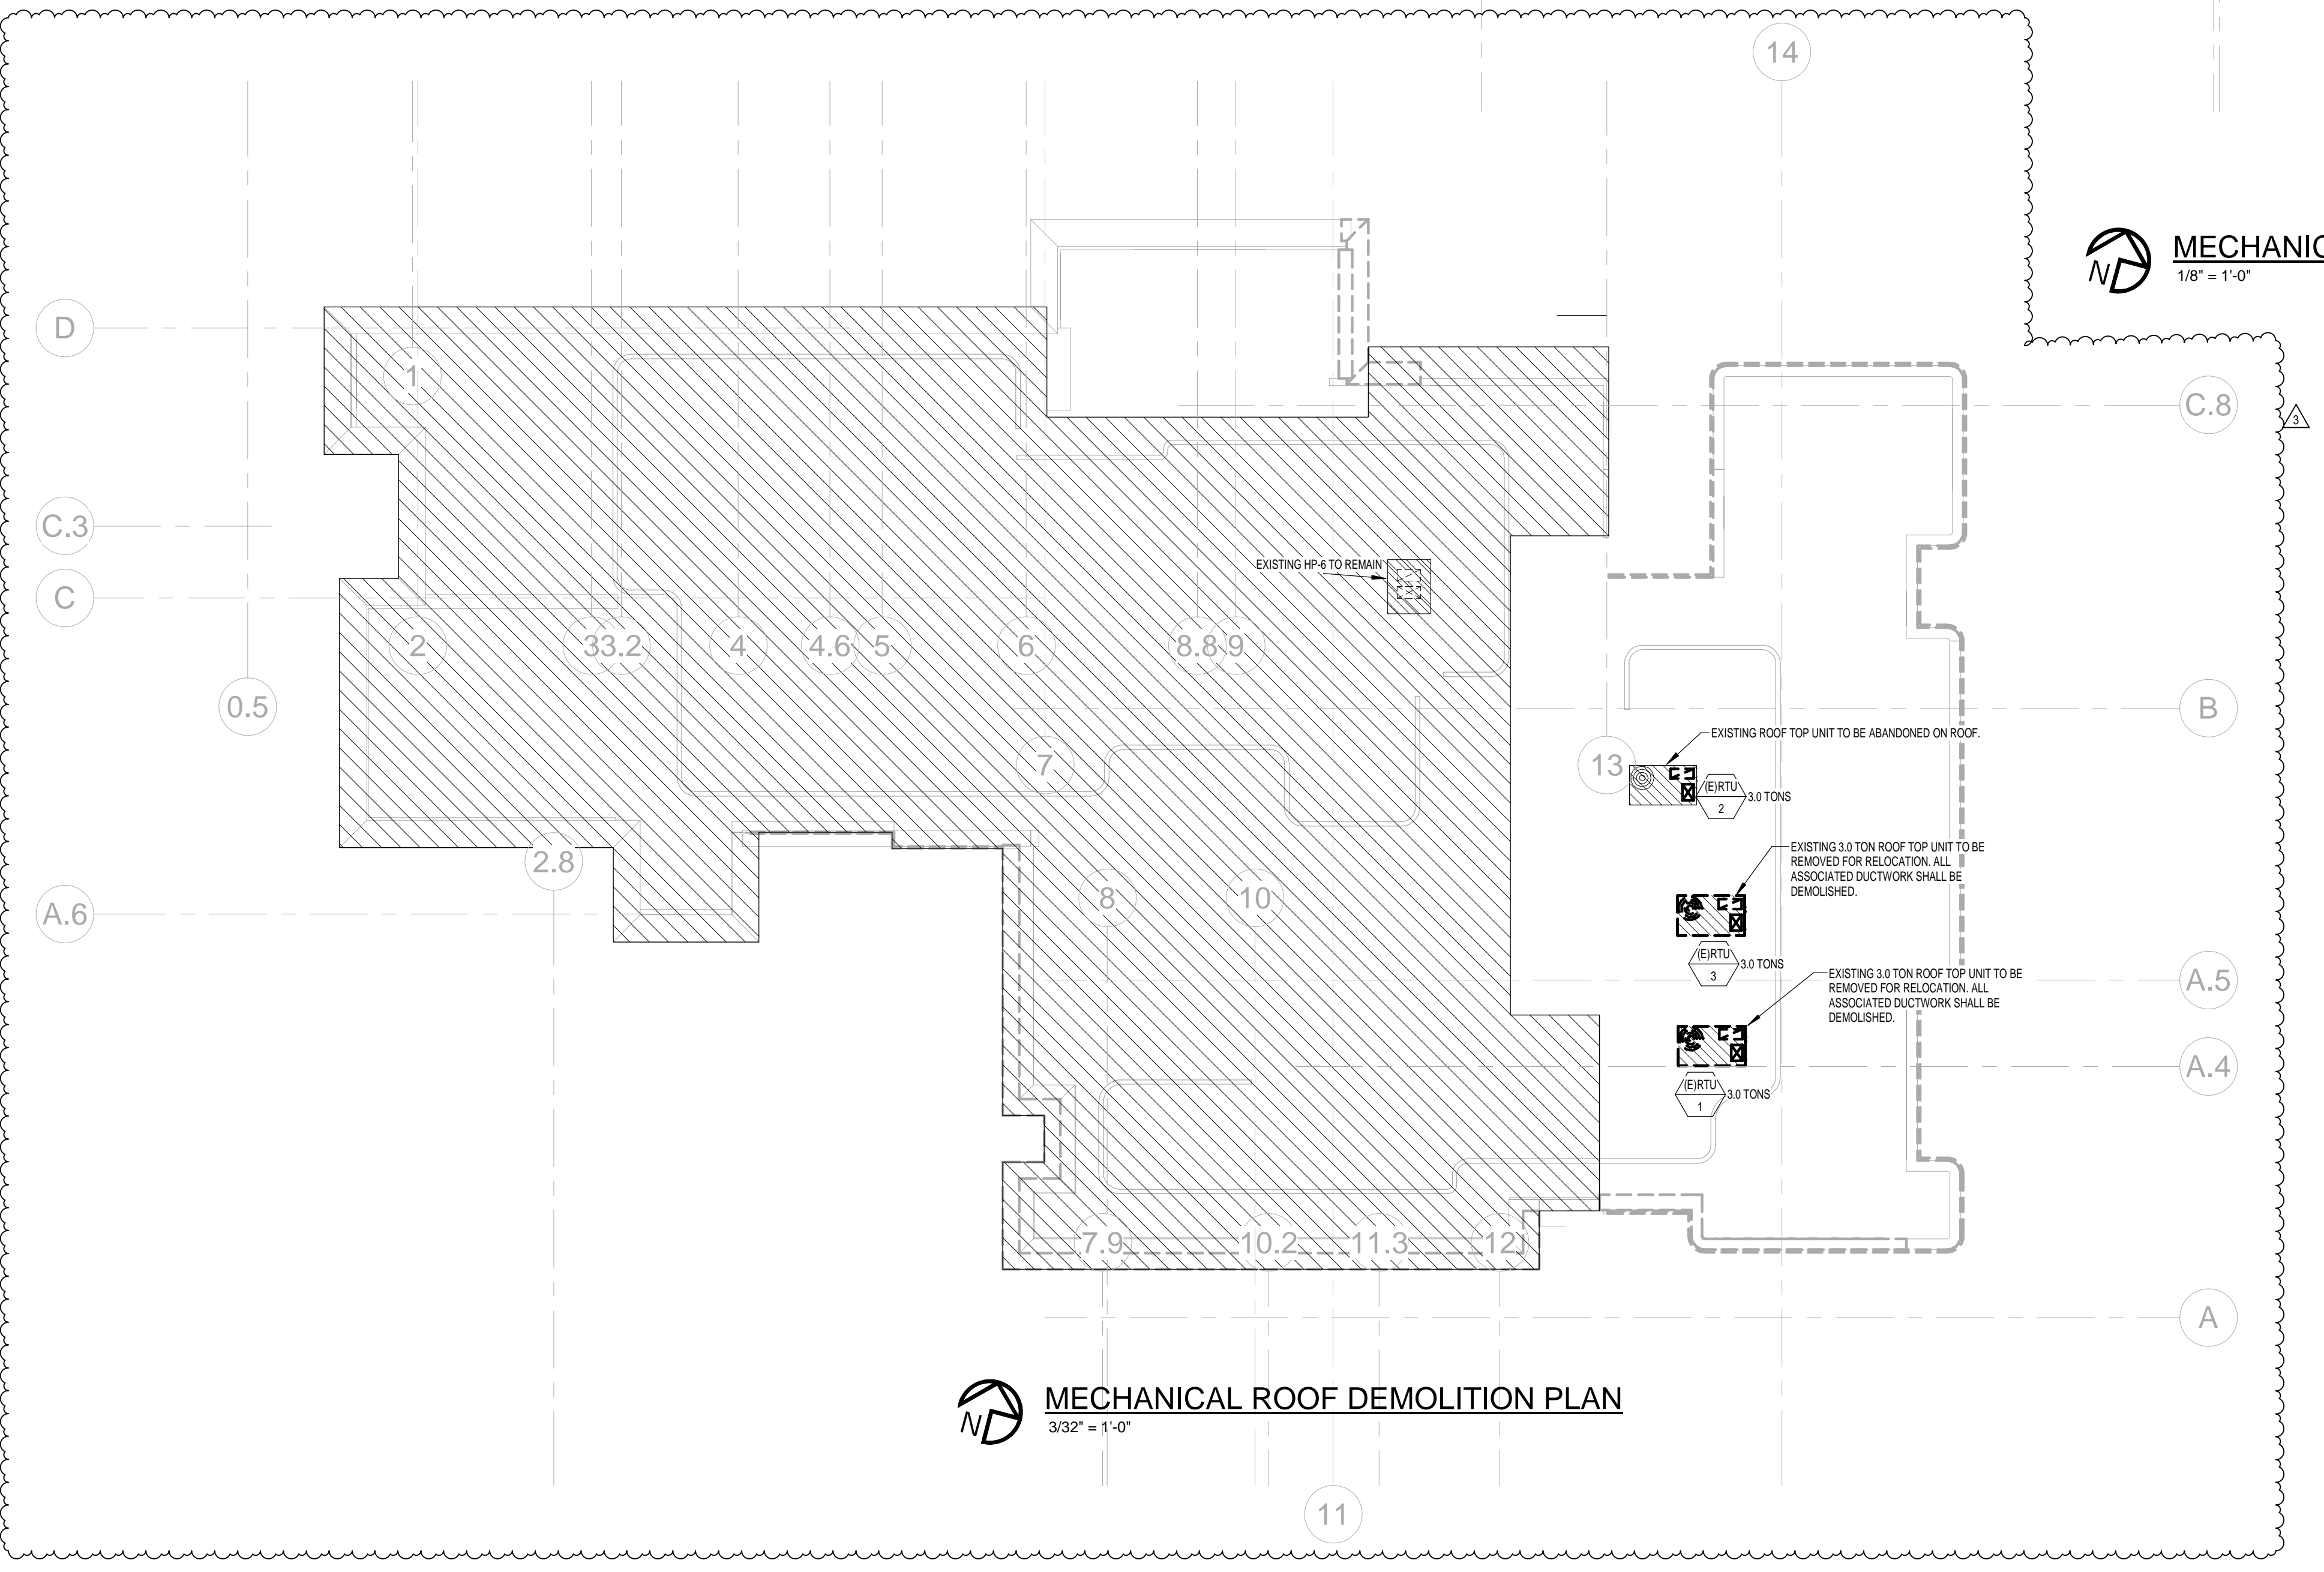 14
MECHANIC
1/8" = 1'-0"
N
D
1
C.8
3
C.3
EXISTING HP-6 TO REMAIN
C
2
3
3.2
4
4.6
5
6
8.8
9
0.5
B
EXISTING ROOF TOP UNIT TO BE ABANDONED ON ROOF.
7
13
(E)RTU
2
3.0 TONS
2.8
EXISTING 3.0 TON ROOF TOP UNIT TO BE
REMOVED FOR RELOCATION. ALL
ASSOCIATED DUCTWORK SHALL BE
DEMOLISHED.
8
10
A.6
(E)RTU
3
3.0 TONS
EXISTING 3.0 TON ROOF TOP UNIT TO BE
REMOVED FOR RELOCATION. ALL
ASSOCIATED DUCTWORK SHALL BE
DEMOLISHED.
A.5
A.4
(E)RTU
1
3.0 TONS
7.9
10.2
11.3
12
A
N
MECHANICAL ROOF DEMOLITION PLAN
3/32" = 1'-0"
11